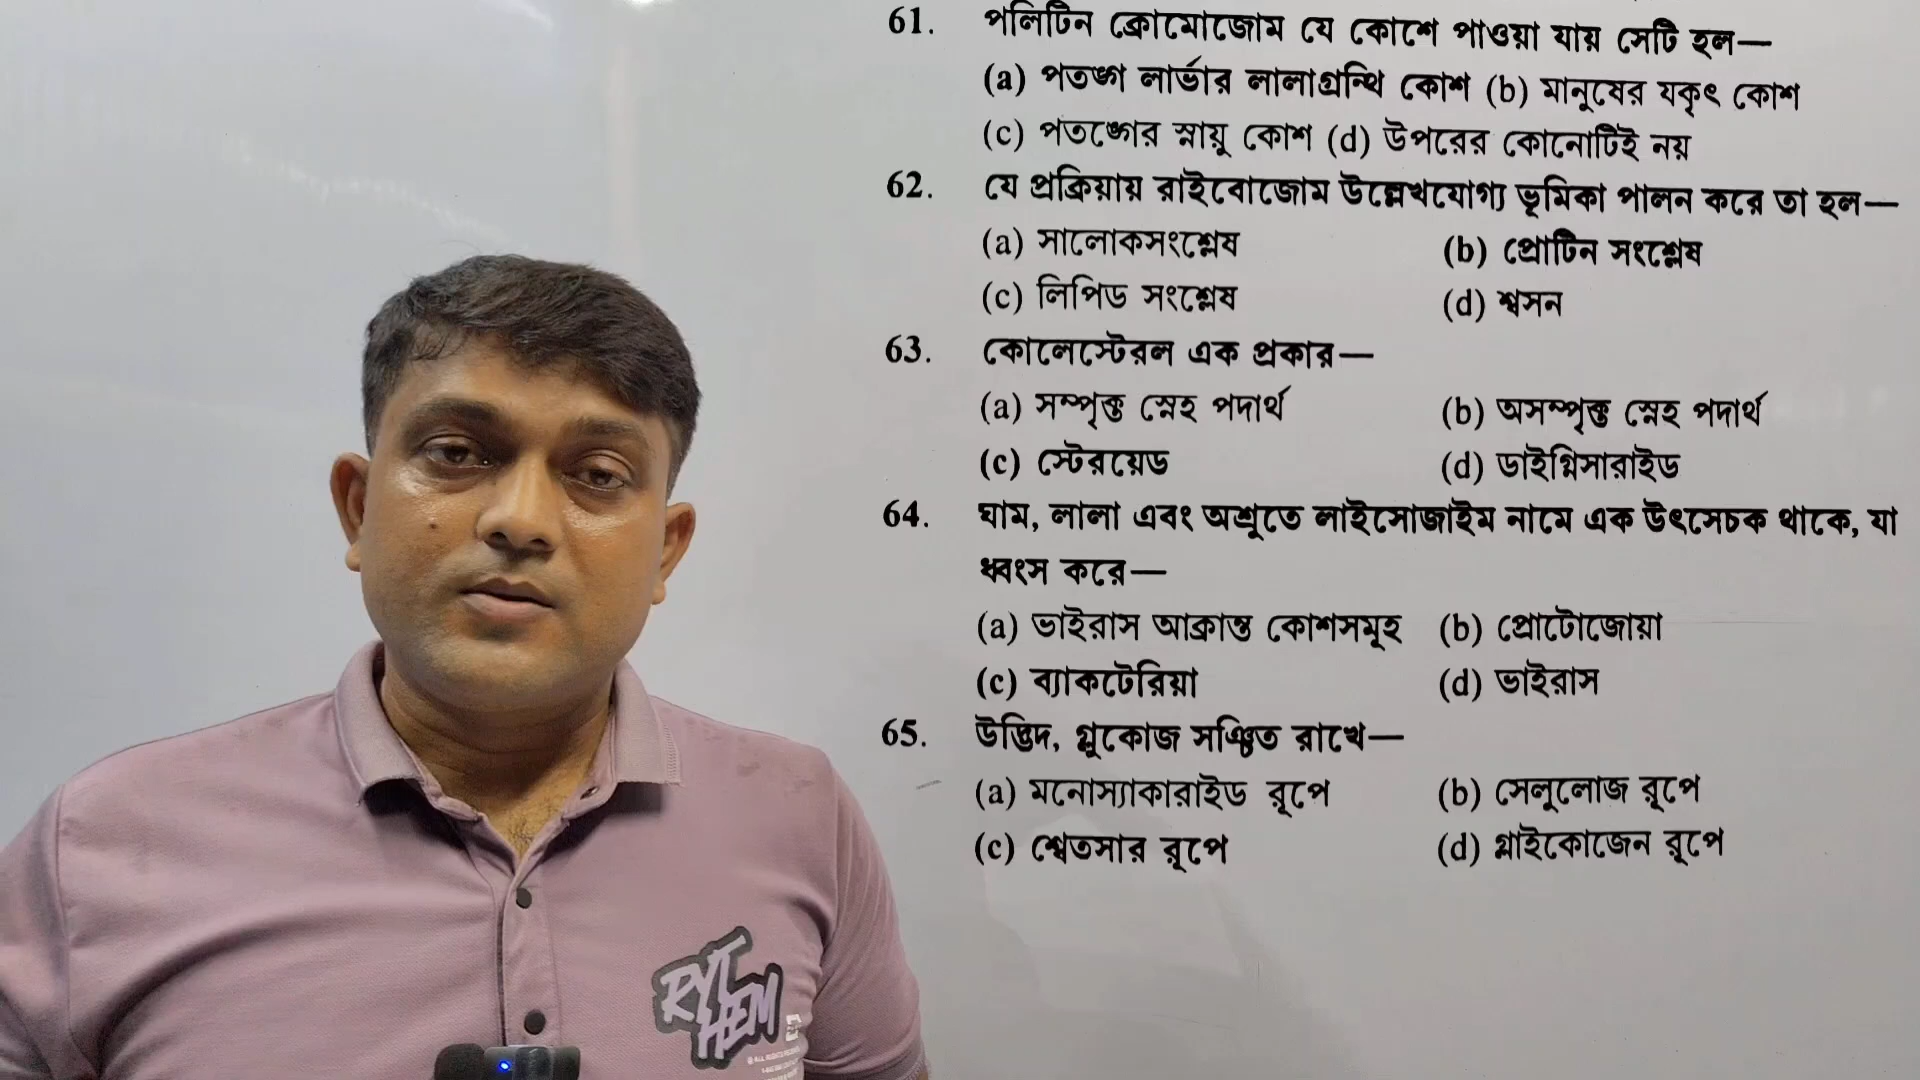 61. পলিটিন ক্রোমোজোম যে কোশে পাওয়া যায় সেটি হল—
(a) পতঙ্গ লার্ভার লালাগ্রন্থি কোশ (b) মানুষের যকৃৎ কোশ
(c) পতঙ্গের স্নায়ু কোশ (d) উপরের কোনোটিই নয়
62. যে প্রক্রিয়ায় রাইবোজোম উল্লেখযোগ্য ভূমিকা পালন করে তা হল—
(a) সালোকসংশ্লেষ (b) প্রোটিন সংশ্লেষ
(c) লিপিড সংশ্লেষ (d) শ্বসন
63. কোলেস্টেরল এক প্রকার—
(a) সম্পৃক্ত স্নেহ পদার্থ (b) অসম্পৃক্ত স্নেহ পদার্থ
(c) স্টেরয়েড (d) ডাইগ্লিসারাইড
64. ঘাম, লালা এবং অশ্রুতে লাইসোজাইম নামে এক উৎসেচক থাকে, যা
ধ্বংস করে—
(a) ভাইরাস আক্রান্ত কোশসমূহ (b) প্রোটোজোয়া
(c) ব্যাকটেরিয়া (d) ভাইরাস
65. উদ্ভিদ, গ্লুকোজ সঞ্চিত রাখে—
(a) মনোস্যাকারাইড রূপে (b) সেলুলোজ রূপে
(c) শ্বেতসার রূপে (d) গ্লাইকোজেন রূপে
RYT
HEM